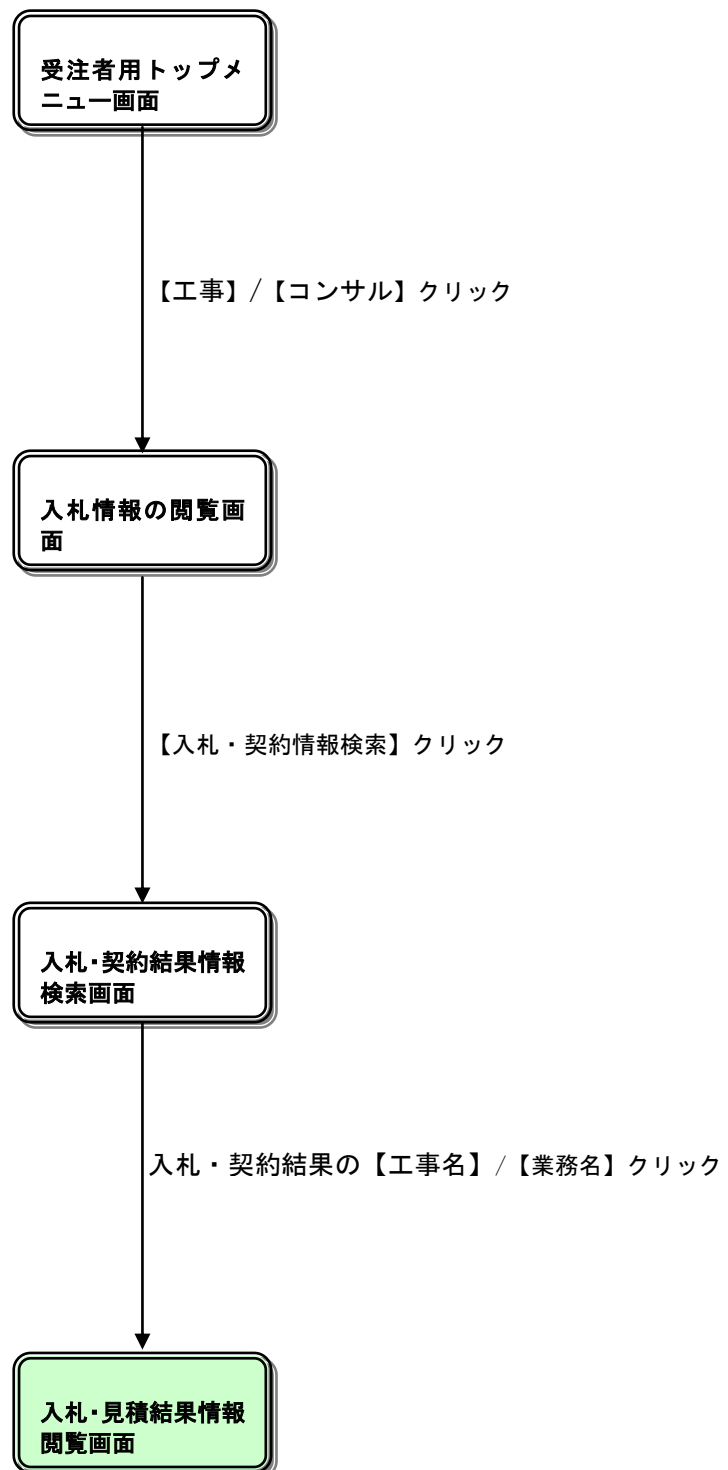 受注者用トップメ
ニュー画面
【工事】/【コンサル】クリック
入札情報の閲覧画
面
【入札・契約情報検索】クリック
入札・契約結果情報
検索画面
入札・契約結果の【工事名】/【業務名】クリック
入札・見積結果情報
閲覧画面